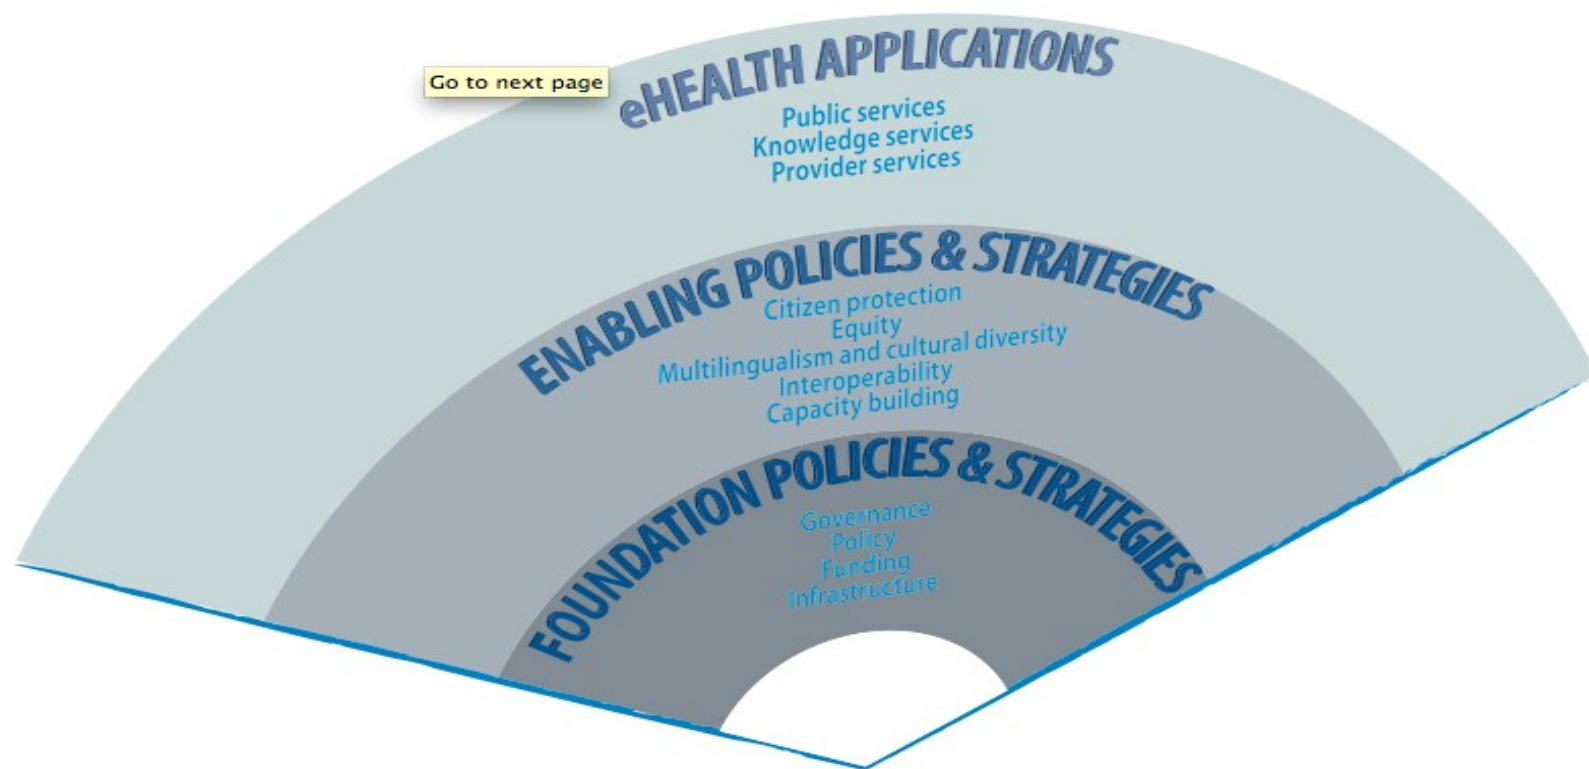 Go to next page
eHEALTH APPLICATIONS
Public services
Knowledge services
Provider services
ENABLING POLICIES & STRATEGIES
Citizen protection
Equity
Multilingualism and cultural diversity
Interoperability
Capacity building
FOUNDATION POLICIES & STRATEGIES
Governance
Policy
Funding
Infrastructure